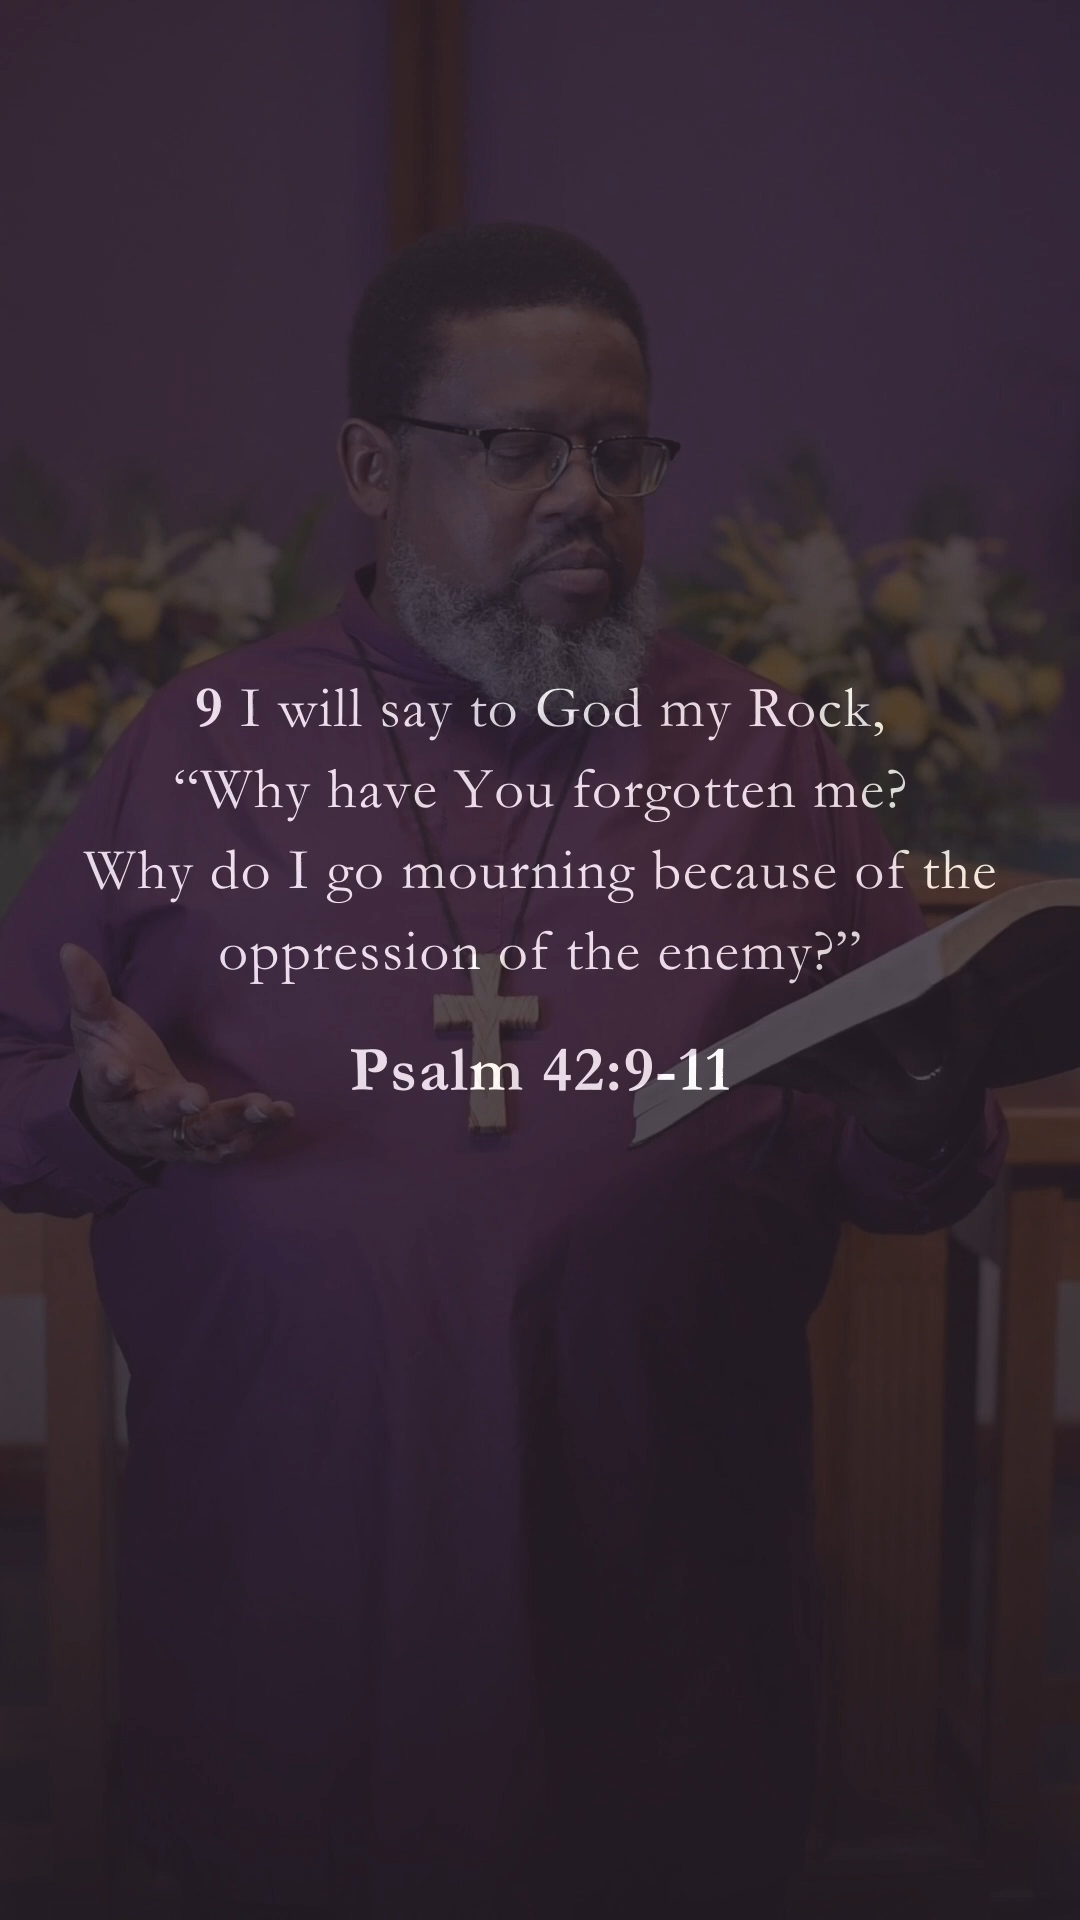 9 I will say to God my Rock,
“Why have You forgotten me?
Why do I go mourning because of the
oppression of the enemy?”
Psalm 42:9-11